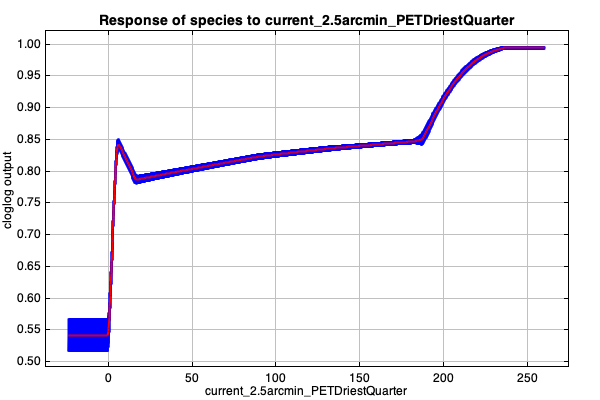 Response of species to current_2.5arcmin_PETDriestQuarter
1.00
0.95
0.90
0.85
0.80
0.75
0.70
0.65
0.60
0.55
0.50
cloglog output
0 50 100 150 200 250
current_2.5arcmin_PETDriestQuarter